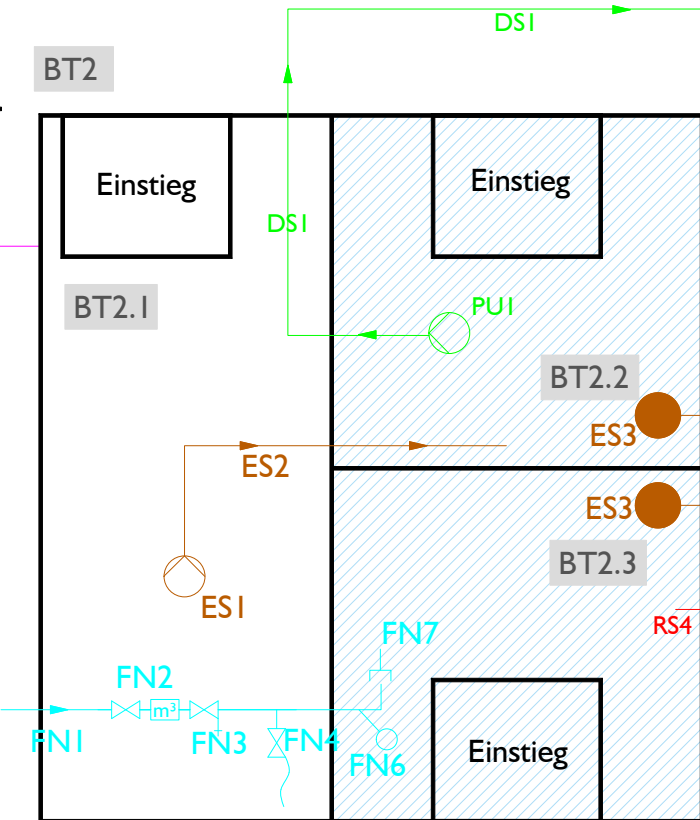 DS1
BT2
Einstieg
Einstieg
DS1
BT2.1
PU1
BT2.2
ES3
ES2
ES3
BT2.3
ES1
RS4
FN7
FN2
m³
FN1
FN3
FN4
FN6
Einstieg